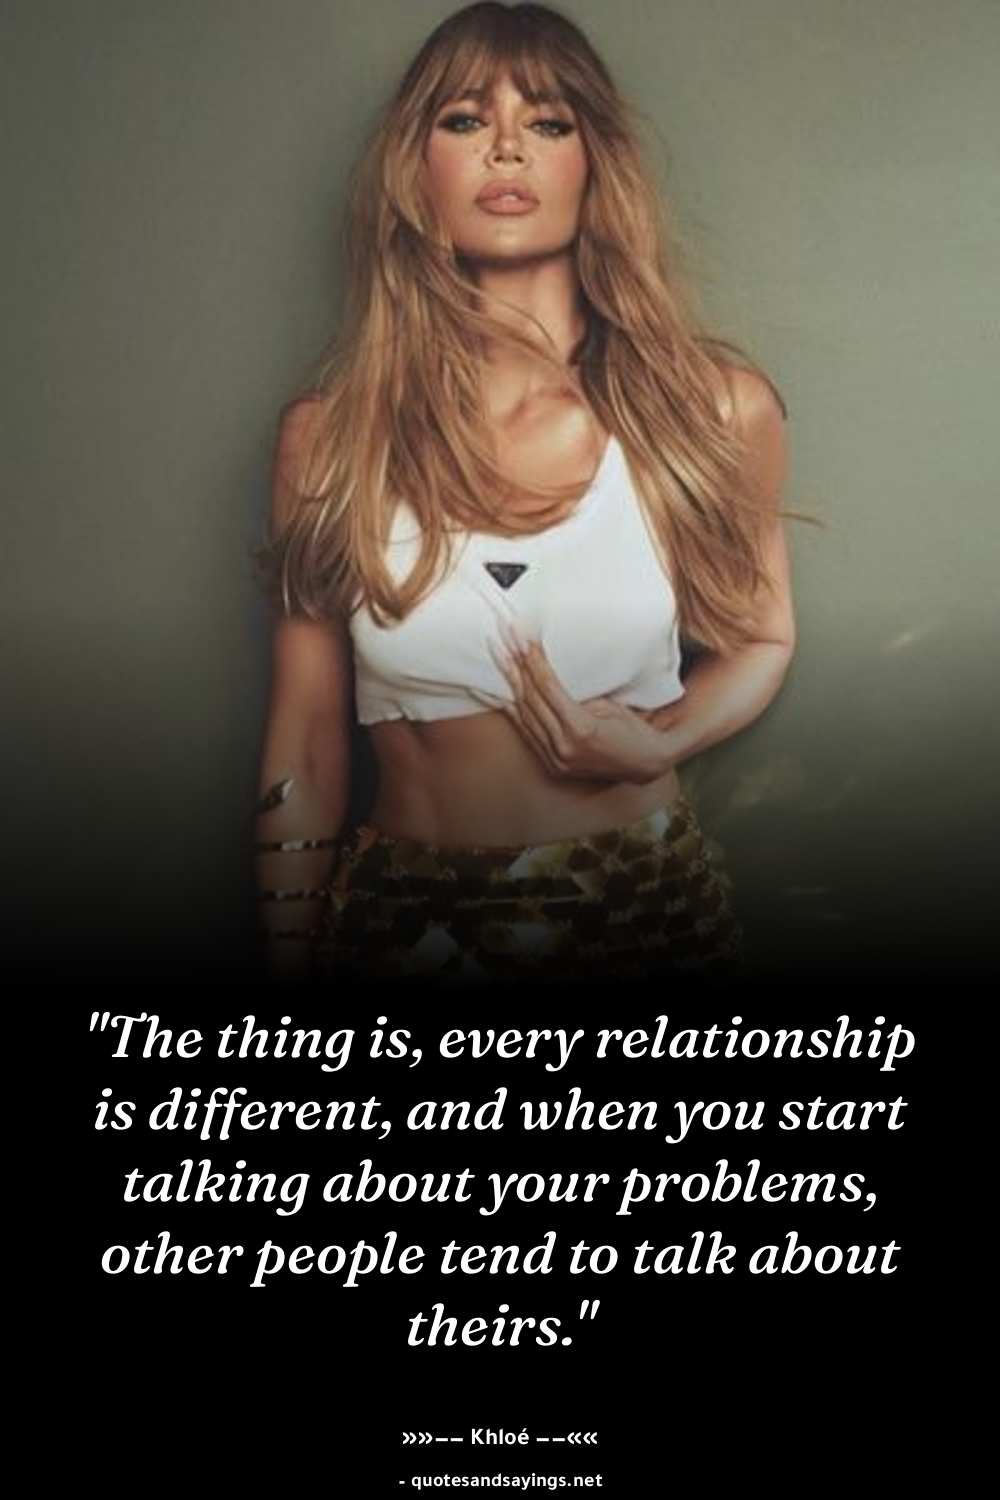 "The thing is, every relationship
is different, and when you start
talking about your problems,
other people tend to talk about
theirs."
»»−− Khloé −−««
- quotesandsayings.net